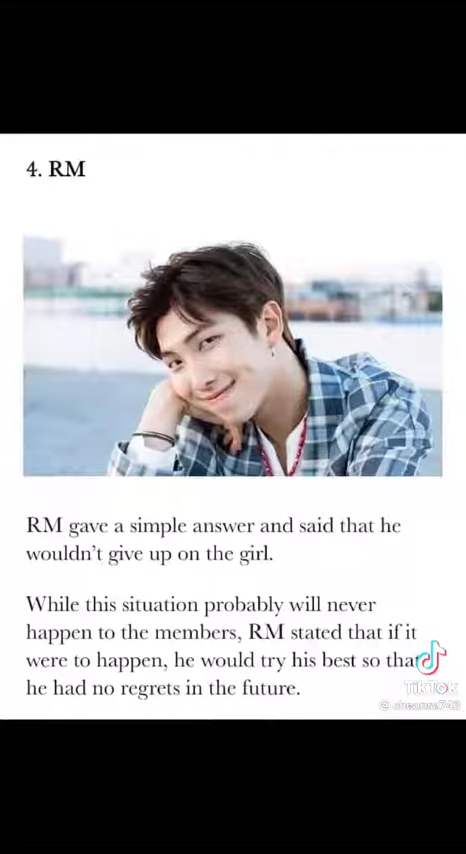 4. RM
RM gave a simple answer and said that he
wouldn't give up on the girl.
While this situation probably will never
happen to the members, RM stated that if it
were to happen, he would try his best so that
he had no regrets in the future.
TikTok